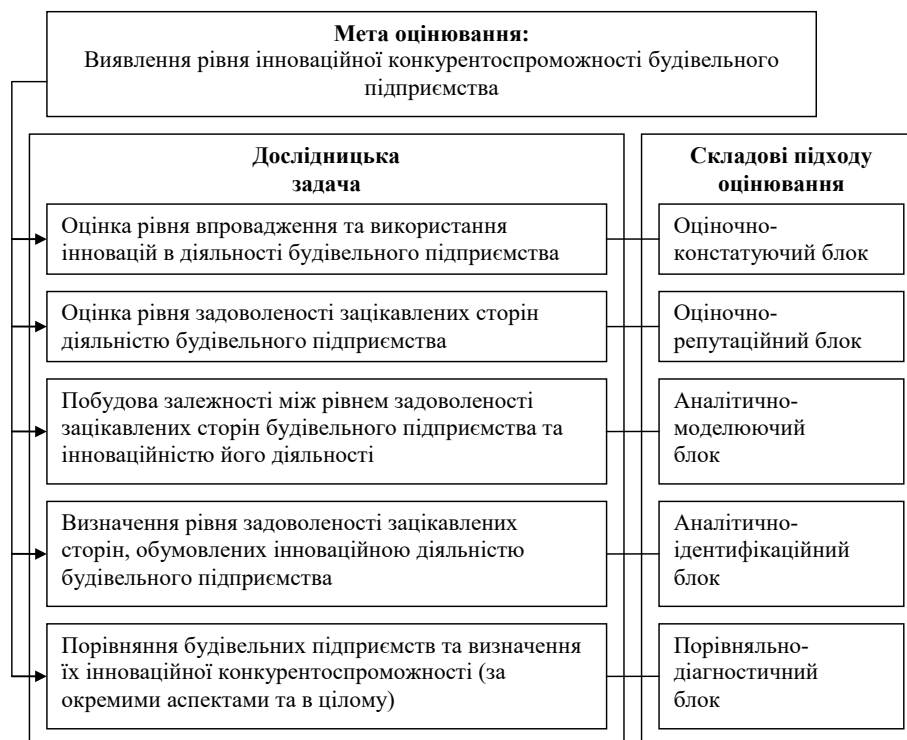 Мета оцінювання:
Виявлення рівня інноваційної конкурентоспроможності будівельного
підприємства
Дослідницька
задача
Складові підходу
оцінювання
Оцінка рівня впровадження та використання
інновацій в діяльності будівельного підприємства
Оціночно-
констатуючий блок
Оцінка рівня задоволеності зацікавлених сторін
діяльністю будівельного підприємства
Оціночно-
репутаційний блок
Побудова залежності між рівнем задоволеності
зацікавлених сторін будівельного підприємства та
інноваційністю його діяльності
Аналітично-
моделюючий
блок
Визначення рівня задоволеності зацікавлених
сторін, обумовлених інноваційною діяльністю
будівельного підприємства
Аналітично-
ідентифікаційний
блок
Порівняння будівельних підприємств та визначення
їх інноваційної конкурентоспроможності (за
окремими аспектами та в цілому)
Порівняльно-
діагностичний
блок